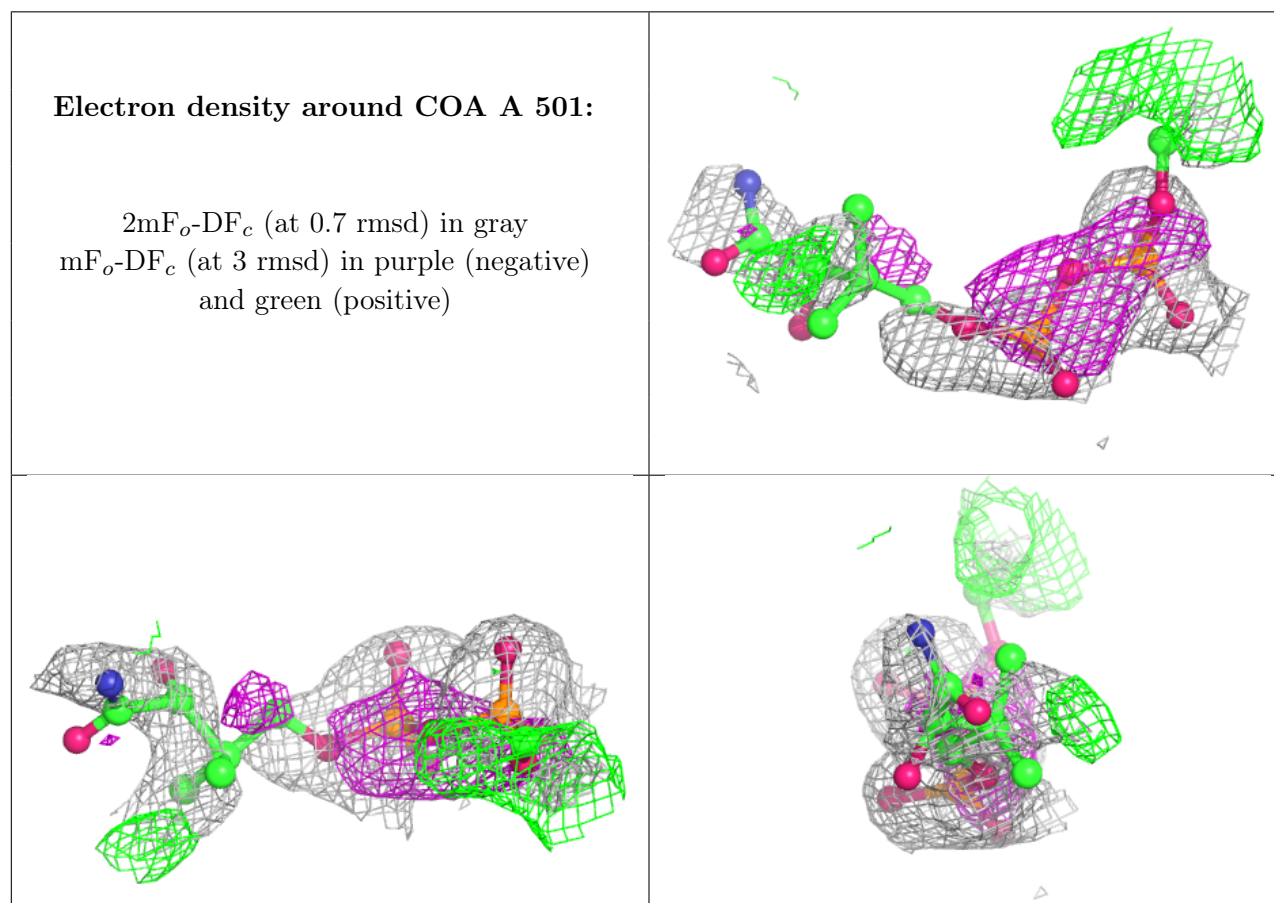 Electron density around COA A 501:
2mFₒ-DF𝒸 (at 0.7 rmsd) in gray
mFₒ-DF𝒸 (at 3 rmsd) in purple (negative)
and green (positive)